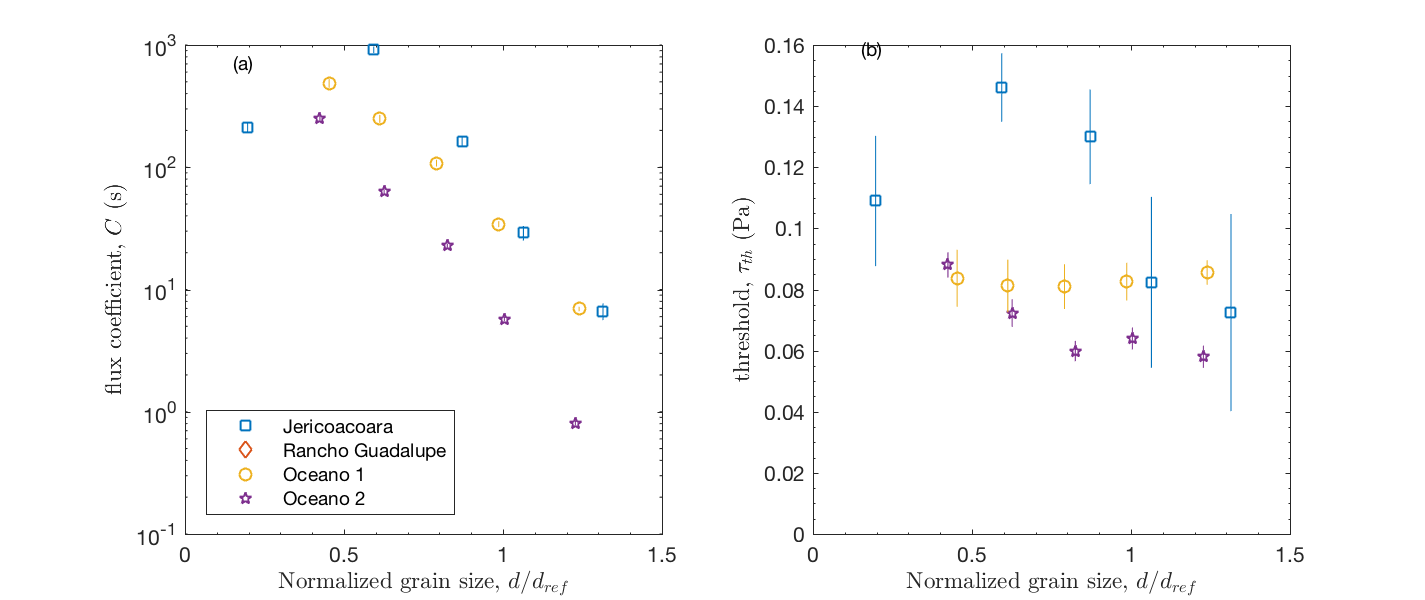 (a)
10^3
10^2
10^1
10^0
10^-1
flux coefficient, C (s)
Jericoacoara
Rancho Guadalupe
Oceano 1
Oceano 2
0 0.5 1 1.5
Normalized grain size, d/d_ref
(b)
0.16
0.14
0.12
0.1
0.08
0.06
0.04
0.02
0
threshold, τ_th (Pa)
0 0.5 1 1.5
Normalized grain size, d/d_ref